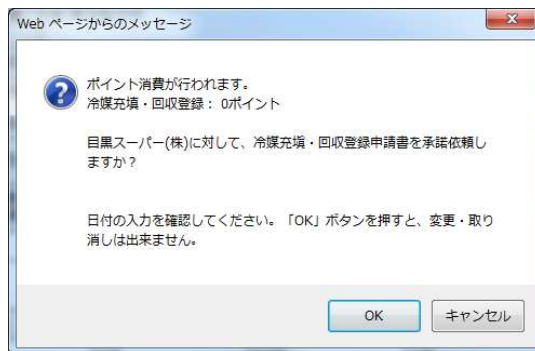 Web ページからのメッセージ
ポイント消費が行われます。
冷媒充填・回収登録： 0ポイント
目黒スーパー(株)に対して、冷媒充填・回収登録申請書を承諾依頼し
ますか？
日付の入力を確認してください。「OK」ボタンを押すと、変更・取り
消しは出来ません。
OK
キャンセル